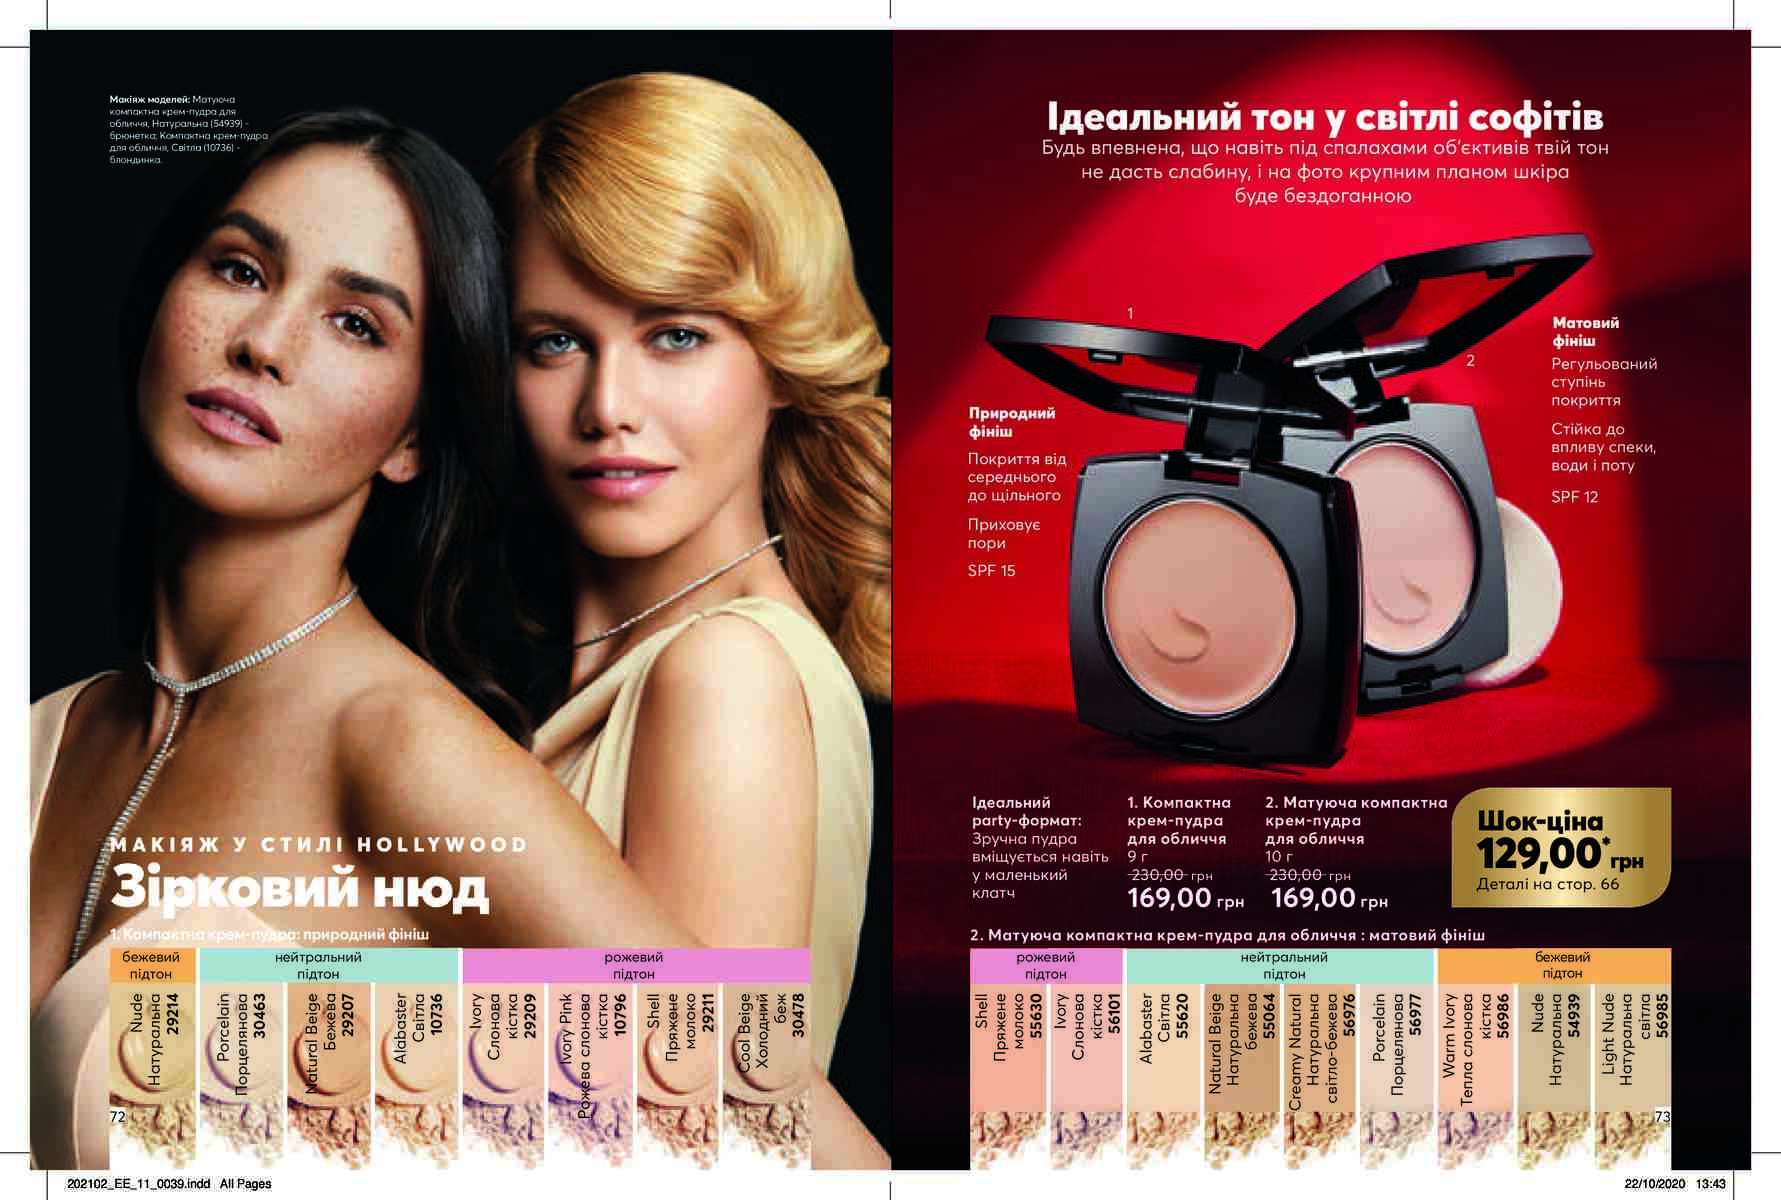 Макіяж моделей: Матуюча
компактна крем-пудра для
обличчя, Натуральна (54939) -
брюнетка; Компактна крем-пудра
для обличчя, Світла (10736) -
блондинка.
МАКІЯЖ У СТИЛІ HOLLYWOOD
Зірковий нюд
1. Компактна крем-пудра: природний фініш
бежевий
підтон
нейтральний
підтон
рожевий
підтон
Nude
Натуральна
29214
Porcelain
Порцелянова
30463
Natural Beige
Бежева
29207
Alabaster
Світла
10736
Ivory
Слонова
кістка
29209
Ivory Pink
Рожева слонова
кістка
10796
Shell
Пряжене
молоко
29211
Cool Beige
Холодний
беж
30478
72
Ідеальний тон у світлі софітів
Будь впевнена, що навіть під спалахами об'єктивів твій тон
не дасть слабину, і на фото крупним планом шкіра
буде бездоганною
1
2
Матовий
фініш
Регульований
ступінь
покриття
Стійка до
впливу спеки,
води і поту
SPF 12
Природний
фініш
Покриття від
середнього
до щільного
Приховує
пори
SPF 15
Ідеальний
party-формат:
Зручна пудра
вміщується навіть
у маленький
клатч
1. Компактна
крем-пудра
для обличчя
9 г
230,00 грн
169,00 грн
2. Матуюча компактна
крем-пудра
для обличчя
10 г
230,00 грн
169,00 грн
Шок-ціна
129,00* грн
Деталі на стор. 66
2. Матуюча компактна крем-пудра для обличчя : матовий фініш
рожевий
підтон
нейтральний
підтон
бежевий
підтон
Shell
Пряжене
молоко
55630
Ivory
Слонова
кістка
56101
Alabaster
Світла
55620
Natural Beige
Натуральна
бежева
55064
Creamy Natural
Натуральна
світло-бежева
56976
Porcelain
Порцелянова
56977
Warm Ivory
Тепла слонова
кістка
56986
Nude
Натуральна
54939
Light Nude
Натуральна
світла
56985
73
202102_EE_11_0039.indd All Pages
22/10/2020 13:43